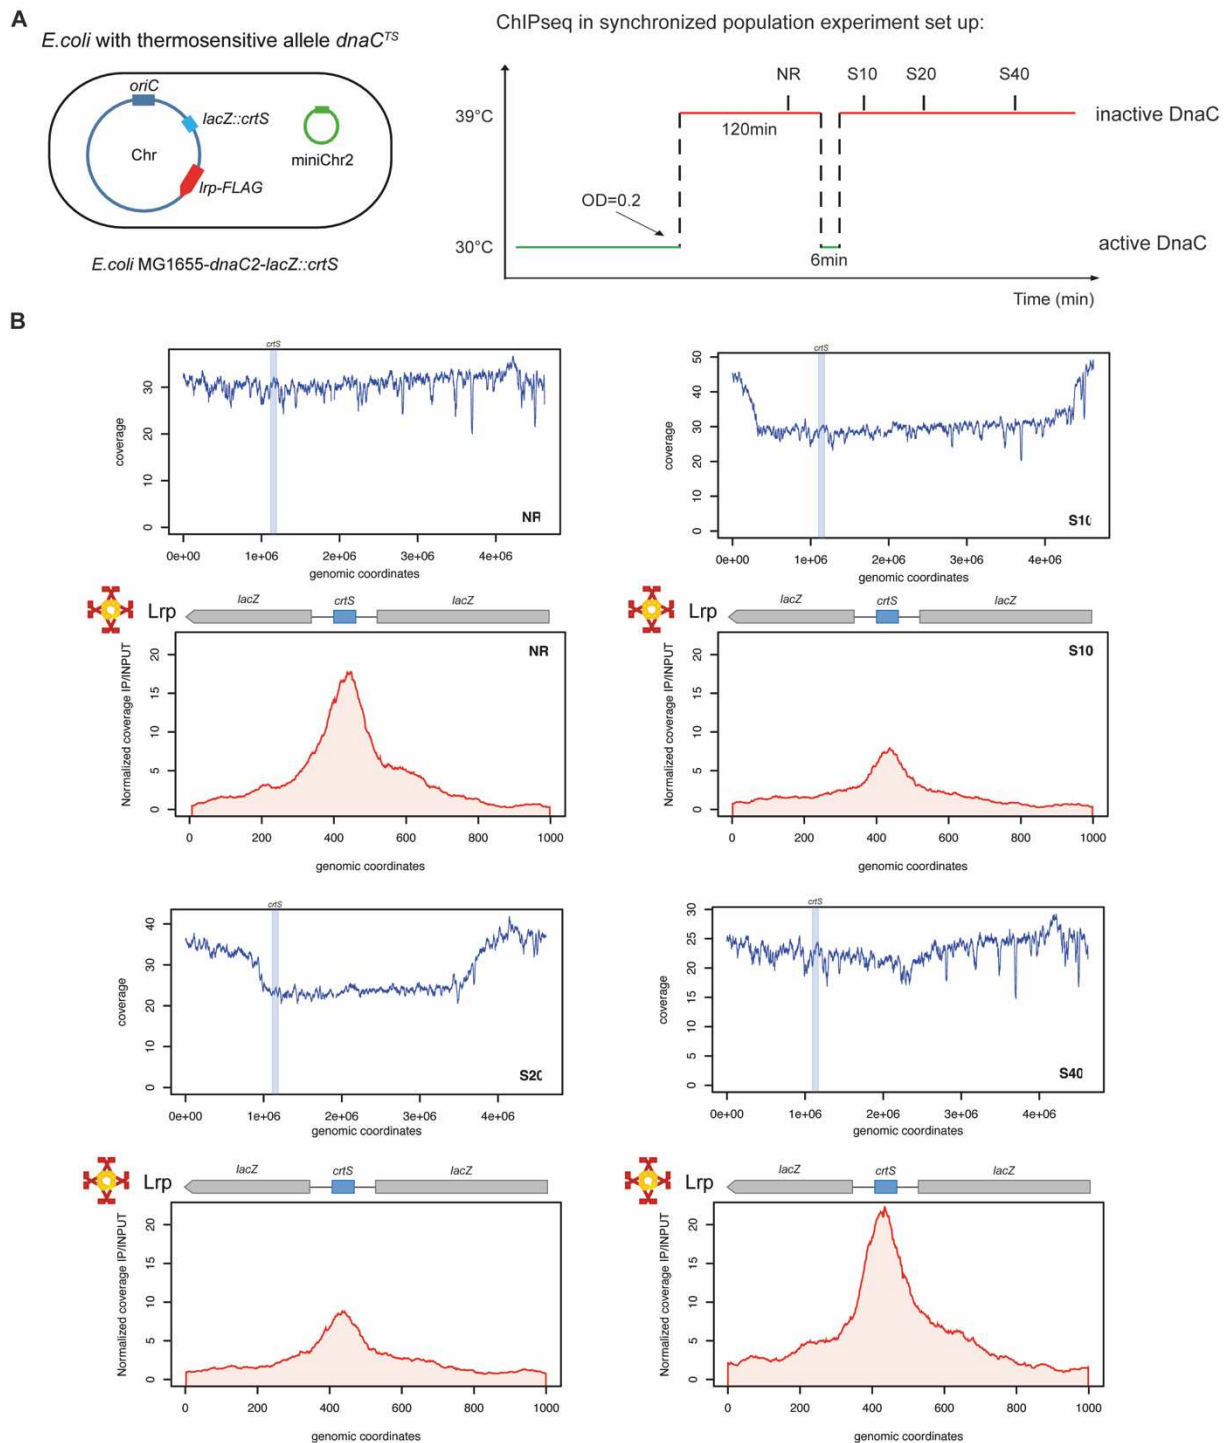 A
E.coli with thermosensitive allele dnaCTS
oriC
lacZ::crtS
Chr
miniChr2
lrp-FLAG
E.coli MG1655-dnaC2-lacZ::crtS
ChIPseq in synchronized population experiment set up:
NR S10 S20 S40
39°C
inactive DnaC
120min
OD=0.2
30°C
active DnaC
6min
Time (min)
B
crtS
coverage
30
20
10
0
NR
0e+00 1e+06 2e+06 3e+06 4e+06
genomic coordinates
crtS
coverage
50
40
30
20
10
0
S10
0e+00 1e+06 2e+06 3e+06 4e+06
genomic coordinates
Lrp
lacZ crtS lacZ
Normalized coverage IP/INPUT
20
15
10
5
0
NR
0 200 400 600 800 1000
genomic coordinates
Lrp
lacZ crtS lacZ
Normalized coverage IP/INPUT
20
15
10
5
0
S10
0 200 400 600 800 1000
genomic coordinates
crtS
coverage
40
30
20
10
0
S20
0e+00 1e+06 2e+06 3e+06 4e+06
genomic coordinates
crtS
coverage
30
25
20
15
10
5
0
S40
0e+00 1e+06 2e+06 3e+06 4e+06
genomic coordinates
Lrp
lacZ crtS lacZ
Normalized coverage IP/INPUT
20
15
10
5
0
0 200 400 600 800 1000
genomic coordinates
Lrp
lacZ crtS lacZ
Normalized coverage IP/INPUT
20
15
10
5
0
0 200 400 600 800 1000
genomic coordinates